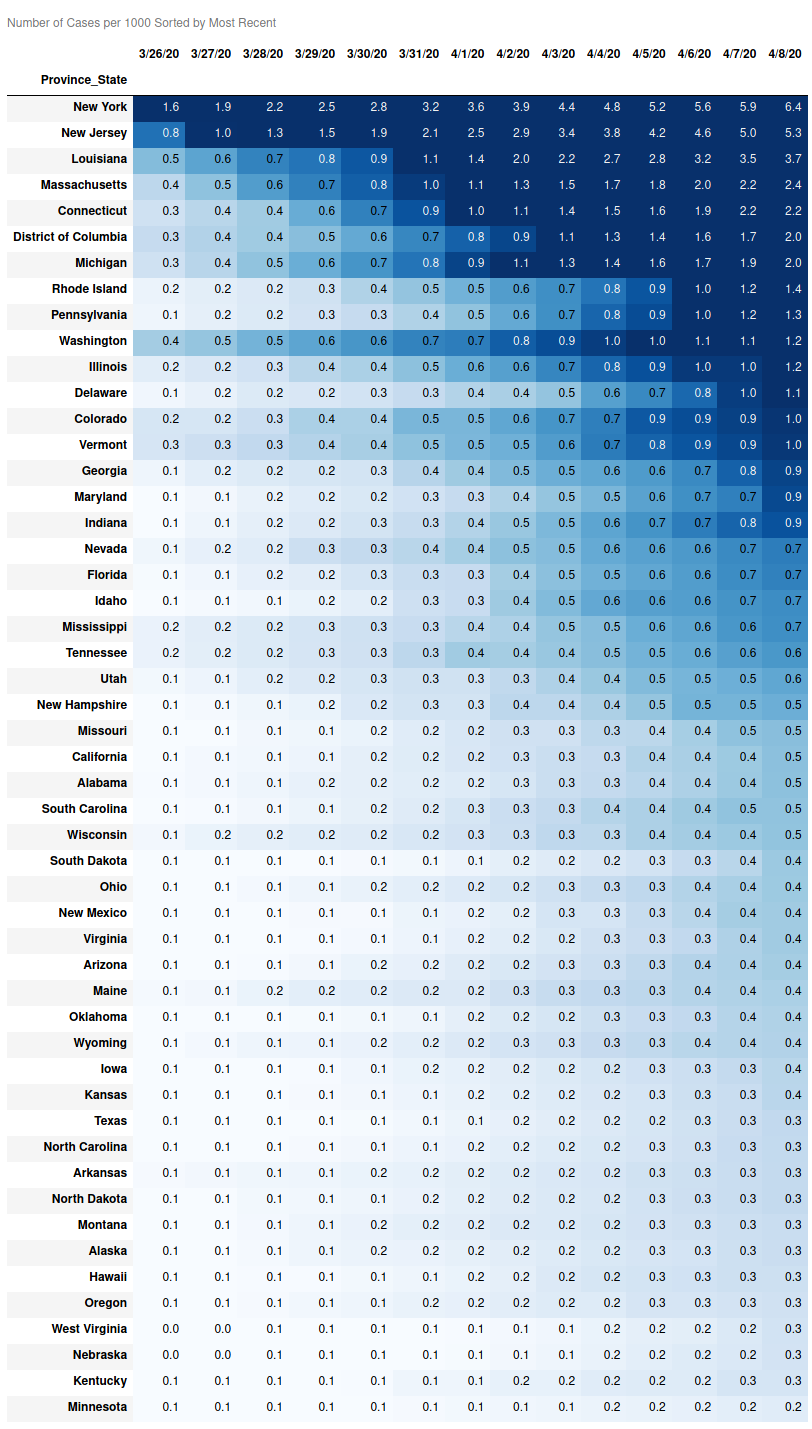 Number of Cases per 1000 Sorted by Most Recent
3/26/20 3/27/20 3/28/20 3/29/20 3/30/20 3/31/20 4/1/20 4/2/20 4/3/20 4/4/20 4/5/20 4/6/20 4/7/20 4/8/20
Province_State
New York 1.6 1.9 2.2 2.5 2.8 3.2 3.6 3.9 4.4 4.8 5.2 5.6 5.9 6.4
New Jersey 0.8 1.0 1.3 1.5 1.9 2.1 2.5 2.9 3.4 3.8 4.2 4.6 5.0 5.3
Louisiana 0.5 0.6 0.7 0.8 0.9 1.1 1.4 2.0 2.2 2.7 2.8 3.2 3.5 3.7
Massachusetts 0.4 0.5 0.6 0.7 0.8 1.0 1.1 1.3 1.5 1.7 1.8 2.0 2.2 2.4
Connecticut 0.3 0.4 0.4 0.6 0.7 0.9 1.0 1.1 1.4 1.5 1.6 1.9 2.2 2.2
District of Columbia 0.3 0.4 0.4 0.5 0.6 0.7 0.8 0.9 1.1 1.3 1.4 1.6 1.7 2.0
Michigan 0.3 0.4 0.5 0.6 0.7 0.8 0.9 1.1 1.3 1.4 1.6 1.7 1.9 2.0
Rhode Island 0.2 0.2 0.2 0.3 0.4 0.5 0.5 0.6 0.7 0.8 0.9 1.0 1.2 1.4
Pennsylvania 0.1 0.2 0.2 0.3 0.3 0.4 0.5 0.6 0.7 0.8 0.9 1.0 1.2 1.3
Washington 0.4 0.5 0.5 0.6 0.6 0.7 0.7 0.8 0.9 1.0 1.0 1.1 1.1 1.2
Illinois 0.2 0.2 0.3 0.4 0.4 0.5 0.6 0.6 0.7 0.8 0.9 1.0 1.0 1.2
Delaware 0.1 0.2 0.2 0.2 0.3 0.3 0.4 0.4 0.5 0.6 0.7 0.8 1.0 1.1
Colorado 0.2 0.2 0.3 0.4 0.4 0.5 0.5 0.6 0.7 0.7 0.9 0.9 0.9 1.0
Vermont 0.3 0.3 0.3 0.4 0.4 0.5 0.5 0.5 0.6 0.7 0.8 0.9 0.9 1.0
Georgia 0.1 0.2 0.2 0.2 0.3 0.4 0.4 0.5 0.5 0.6 0.6 0.7 0.8 0.9
Maryland 0.1 0.1 0.2 0.2 0.2 0.3 0.3 0.4 0.5 0.5 0.6 0.7 0.7 0.9
Indiana 0.1 0.1 0.2 0.2 0.3 0.3 0.4 0.5 0.5 0.6 0.7 0.7 0.8 0.9
Nevada 0.1 0.2 0.2 0.3 0.3 0.4 0.4 0.5 0.5 0.6 0.6 0.6 0.7 0.7
Florida 0.1 0.1 0.2 0.2 0.3 0.3 0.3 0.4 0.5 0.5 0.6 0.6 0.7 0.7
Idaho 0.1 0.1 0.1 0.2 0.2 0.3 0.3 0.4 0.5 0.6 0.6 0.6 0.7 0.7
Mississippi 0.2 0.2 0.2 0.3 0.3 0.3 0.4 0.4 0.5 0.5 0.6 0.6 0.6 0.7
Tennessee 0.2 0.2 0.2 0.3 0.3 0.3 0.4 0.4 0.4 0.5 0.5 0.6 0.6 0.6
Utah 0.1 0.1 0.2 0.2 0.3 0.3 0.3 0.3 0.4 0.4 0.5 0.5 0.5 0.6
New Hampshire 0.1 0.1 0.1 0.2 0.2 0.3 0.3 0.4 0.4 0.4 0.5 0.5 0.5 0.5
Missouri 0.1 0.1 0.1 0.1 0.2 0.2 0.2 0.3 0.3 0.3 0.4 0.4 0.5 0.5
California 0.1 0.1 0.1 0.1 0.2 0.2 0.2 0.3 0.3 0.3 0.4 0.4 0.4 0.5
Alabama 0.1 0.1 0.1 0.2 0.2 0.2 0.2 0.3 0.3 0.3 0.4 0.4 0.4 0.5
South Carolina 0.1 0.1 0.1 0.1 0.2 0.2 0.3 0.3 0.3 0.4 0.4 0.4 0.5 0.5
Wisconsin 0.1 0.2 0.2 0.2 0.2 0.2 0.3 0.3 0.3 0.3 0.4 0.4 0.4 0.5
South Dakota 0.1 0.1 0.1 0.1 0.1 0.1 0.1 0.2 0.2 0.2 0.3 0.3 0.4 0.4
Ohio 0.1 0.1 0.1 0.1 0.2 0.2 0.2 0.2 0.3 0.3 0.3 0.4 0.4 0.4
New Mexico 0.1 0.1 0.1 0.1 0.1 0.1 0.2 0.2 0.3 0.3 0.3 0.4 0.4 0.4
Virginia 0.1 0.1 0.1 0.1 0.1 0.1 0.2 0.2 0.2 0.3 0.3 0.3 0.4 0.4
Arizona 0.1 0.1 0.1 0.1 0.2 0.2 0.2 0.2 0.3 0.3 0.3 0.4 0.4 0.4
Maine 0.1 0.1 0.2 0.2 0.2 0.2 0.2 0.3 0.3 0.3 0.3 0.4 0.4 0.4
Oklahoma 0.1 0.1 0.1 0.1 0.1 0.1 0.2 0.2 0.2 0.3 0.3 0.3 0.4 0.4
Wyoming 0.1 0.1 0.1 0.1 0.2 0.2 0.2 0.3 0.3 0.3 0.3 0.4 0.4 0.4
Iowa 0.1 0.1 0.1 0.1 0.1 0.2 0.2 0.2 0.2 0.2 0.3 0.3 0.3 0.4
Kansas 0.1 0.1 0.1 0.1 0.1 0.1 0.2 0.2 0.2 0.2 0.3 0.3 0.3 0.4
Texas 0.1 0.1 0.1 0.1 0.1 0.1 0.1 0.2 0.2 0.2 0.2 0.3 0.3 0.3
North Carolina 0.1 0.1 0.1 0.1 0.1 0.1 0.2 0.2 0.2 0.2 0.3 0.3 0.3 0.3
Arkansas 0.1 0.1 0.1 0.1 0.2 0.2 0.2 0.2 0.2 0.2 0.3 0.3 0.3 0.3
North Dakota 0.1 0.1 0.1 0.1 0.1 0.2 0.2 0.2 0.2 0.2 0.3 0.3 0.3 0.3
Montana 0.1 0.1 0.1 0.1 0.2 0.2 0.2 0.2 0.2 0.2 0.3 0.3 0.3 0.3
Alaska 0.1 0.1 0.1 0.1 0.2 0.2 0.2 0.2 0.2 0.2 0.3 0.3 0.3 0.3
Hawaii 0.1 0.1 0.1 0.1 0.1 0.1 0.2 0.2 0.2 0.2 0.3 0.3 0.3 0.3
Oregon 0.1 0.1 0.1 0.1 0.1 0.2 0.2 0.2 0.2 0.2 0.3 0.3 0.3 0.3
West Virginia 0.0 0.0 0.1 0.1 0.1 0.1 0.1 0.1 0.1 0.2 0.2 0.2 0.2 0.3
Nebraska 0.0 0.0 0.1 0.1 0.1 0.1 0.1 0.1 0.1 0.2 0.2 0.2 0.2 0.3
Kentucky 0.1 0.1 0.1 0.1 0.1 0.1 0.1 0.2 0.2 0.2 0.2 0.2 0.3 0.3
Minnesota 0.1 0.1 0.1 0.1 0.1 0.1 0.1 0.1 0.1 0.2 0.2 0.2 0.2 0.2